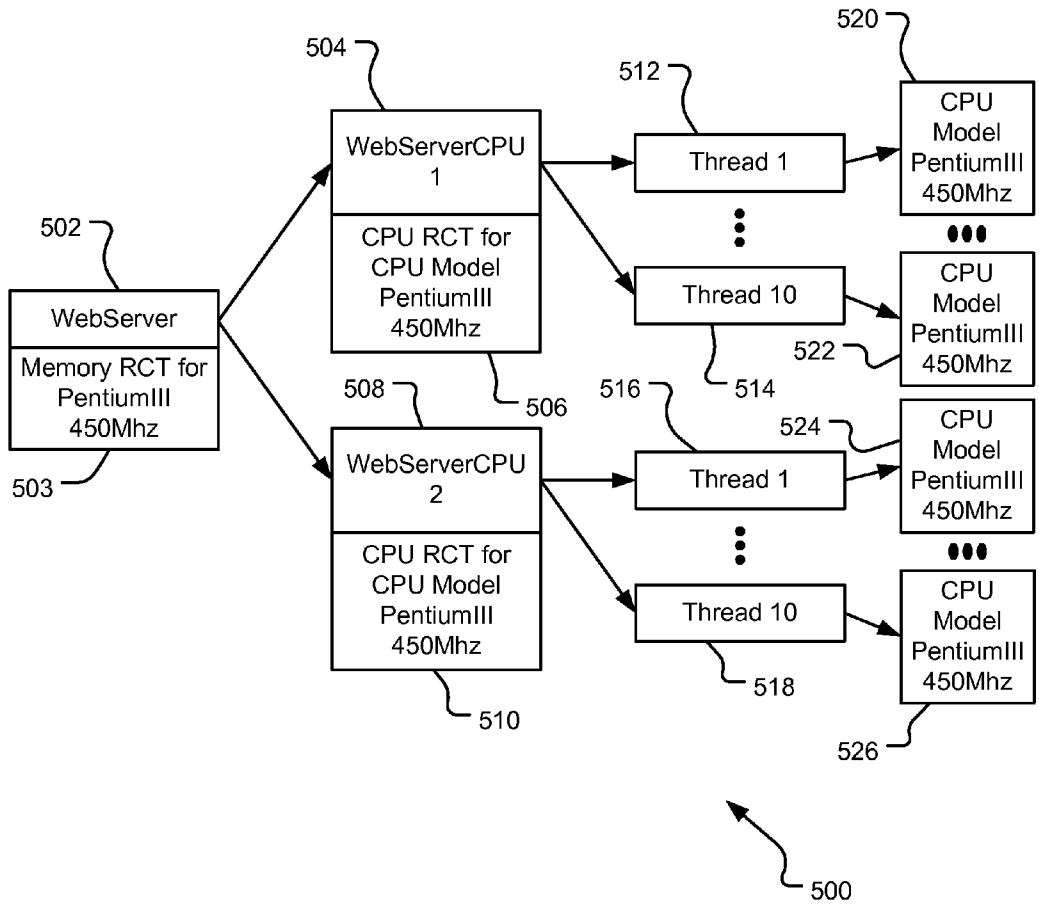 502
WebServer
Memory RCT for
PentiumIII
450Mhz
503
504
WebServerCPU
1
CPU RCT for
CPU Model
PentiumIII
450Mhz
506
508
WebServerCPU
2
CPU RCT for
CPU Model
PentiumIII
450Mhz
510
512
Thread 1
Thread 10
514
516
Thread 1
Thread 10
518
520
CPU
Model
PentiumIII
450Mhz
CPU
Model
PentiumIII
450Mhz
522
524
CPU
Model
PentiumIII
450Mhz
CPU
Model
PentiumIII
450Mhz
526
500